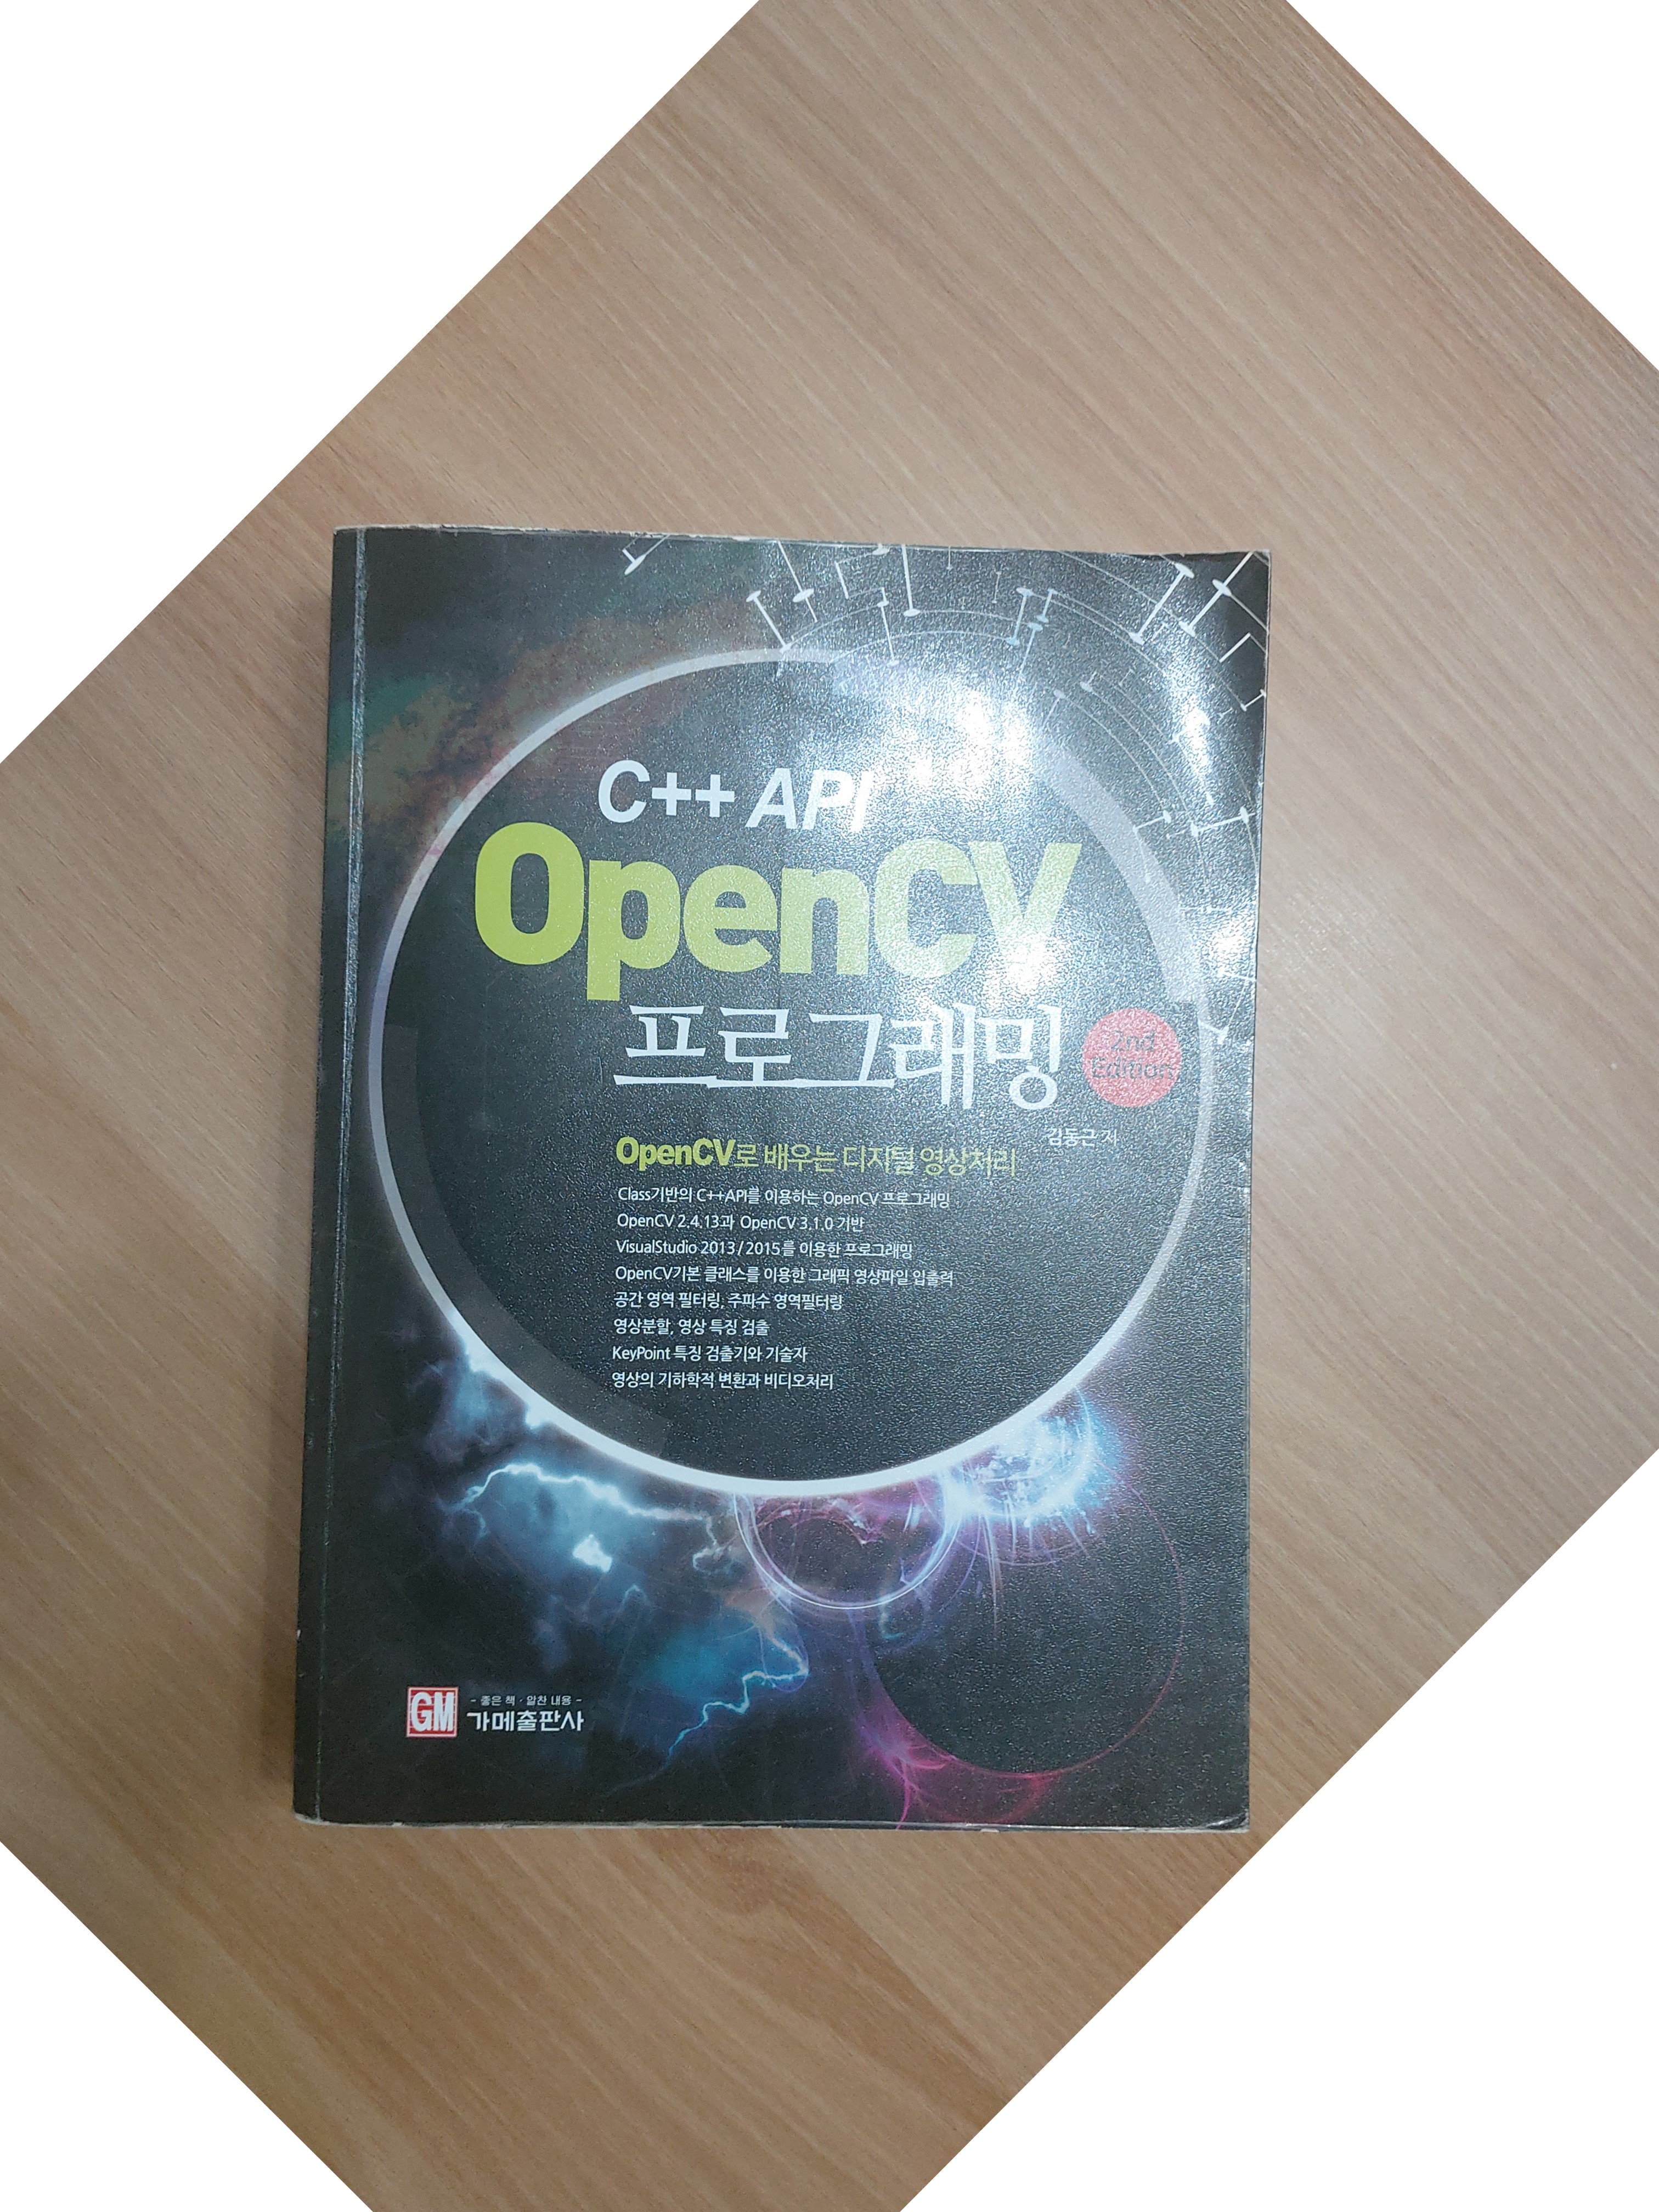 C++ API
OpenCV
프로그래밍
2nd
Edition
김동근 저
OpenCV로 배우는 디지털 영상처리
Class기반의 C++API를 이용하는 OpenCV 프로그래밍
OpenCV 2.4.13과 OpenCV 3.1.0 기반
VisualStudio 2013/2015를 이용한 프로그래밍
OpenCV기본 클래스를 이용한 그래픽 영상파일 입출력
공간 영역 필터링, 주파수 영역필터링
영상분할, 영상 특징 검출
KeyPoint 특징 검출기와 기술자
영상의 기하학적 변환과 비디오처리
GM
- 좋은 책 · 알찬 내용 -
가메출판사